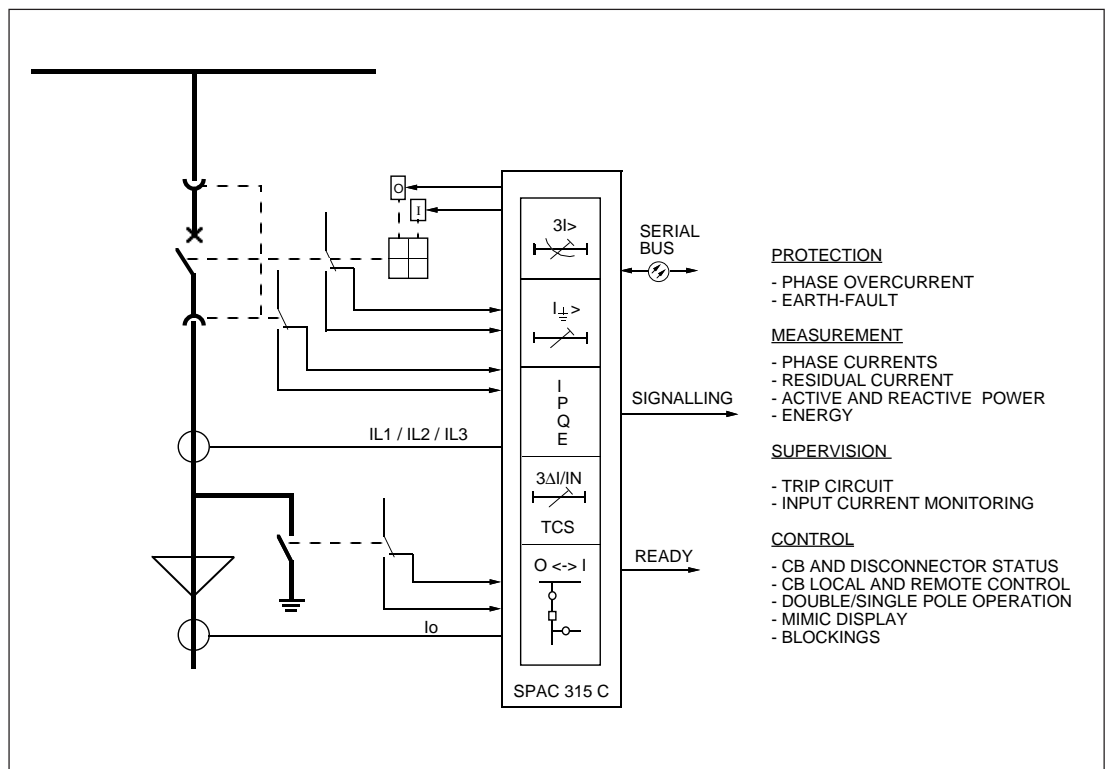 O
I
3I>
I⏚>
I
P
Q
E
3ΔI/IN
TCS
O <-> I
SPAC 315 C
IL1 / IL2 / IL3
Io
SERIAL
BUS
SIGNALLING
READY
PROTECTION
- PHASE OVERCURRENT
- EARTH-FAULT
MEASUREMENT
- PHASE CURRENTS
- RESIDUAL CURRENT
- ACTIVE AND REACTIVE POWER
- ENERGY
SUPERVISION
- TRIP CIRCUIT
- INPUT CURRENT MONITORING
CONTROL
- CB AND DISCONNECTOR STATUS
- CB LOCAL AND REMOTE CONTROL
- DOUBLE/SINGLE POLE OPERATION
- MIMIC DISPLAY
- BLOCKINGS